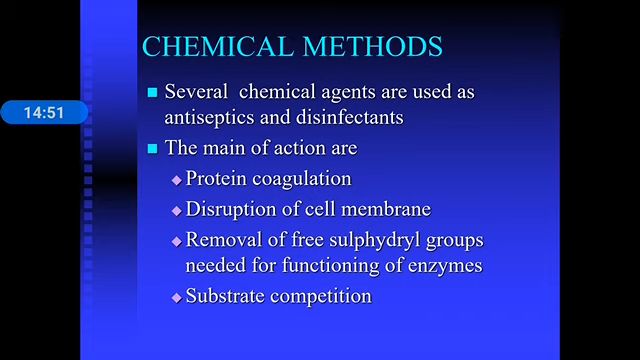 CHEMICAL METHODS
Several chemical agents are used as
antiseptics and disinfectants
14:51
The main of action are
Protein coagulation
Disruption of cell membrane
Removal of free sulphydryl groups
needed for functioning of enzymes
Substrate competition